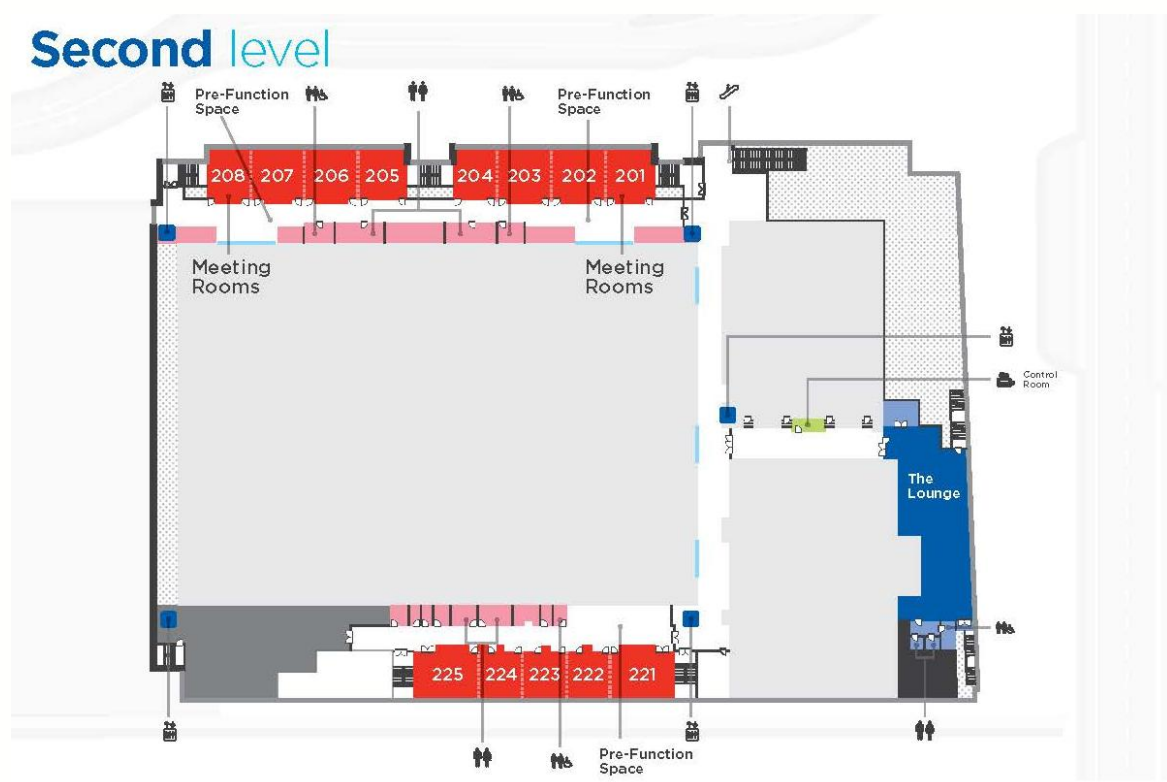 Second level
Pre-Function
Space
Pre-Function
Space
208 207 206 205 204 203 202 201
Meeting
Rooms
Meeting
Rooms
Control
Room
The
Lounge
225 224 223 222 221
Pre-Function
Space